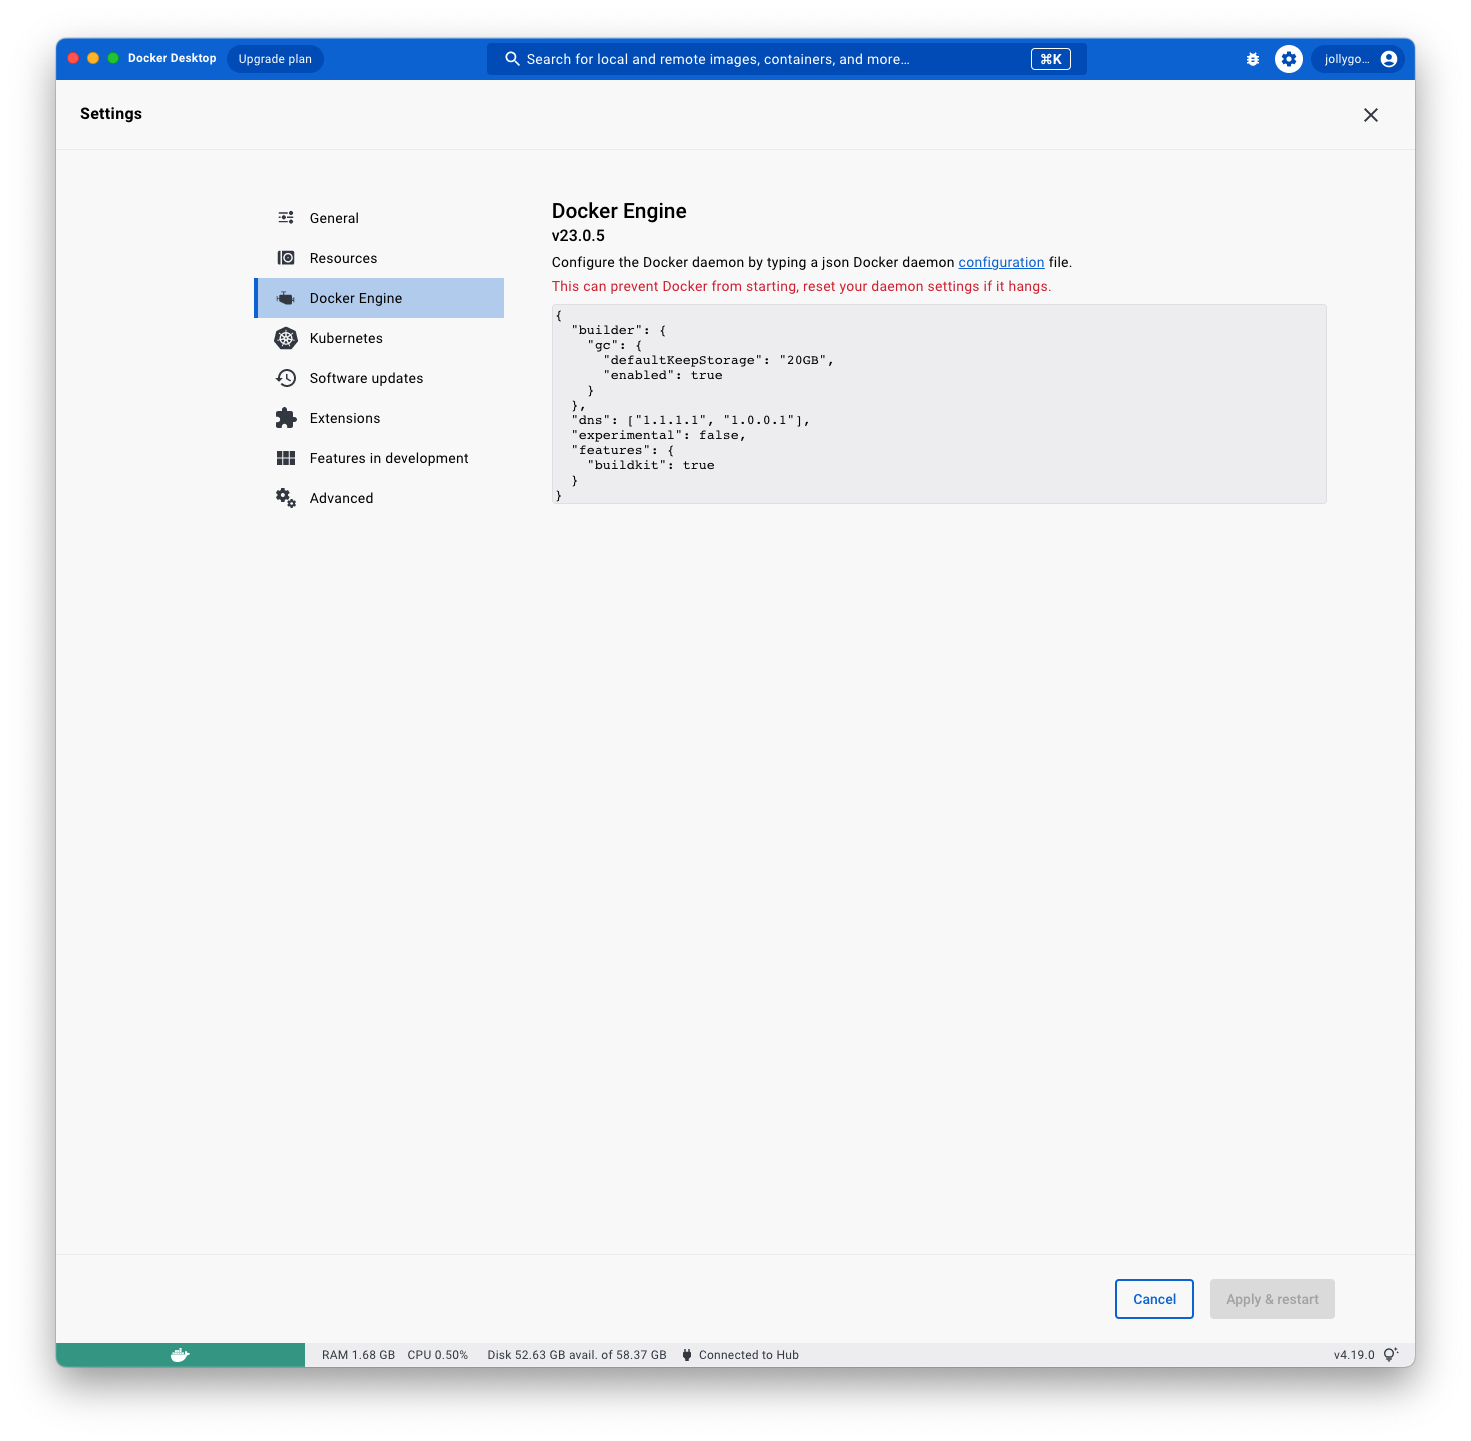 Docker Desktop Upgrade plan Search for local and remote images, containers, and more... ⌘K jollygo...
Settings
General
Resources
Docker Engine
Kubernetes
Software updates
Extensions
Features in development
Advanced
Docker Engine
v23.0.5
Configure the Docker daemon by typing a json Docker daemon configuration file.
This can prevent Docker from starting, reset your daemon settings if it hangs.
{
  "builder": {
    "gc": {
      "defaultKeepStorage": "20GB",
      "enabled": true
    }
  },
  "dns": ["1.1.1.1", "1.0.0.1"],
  "experimental": false,
  "features": {
    "buildkit": true
  }
}
Cancel Apply & restart
RAM 1.68 GB CPU 0.50% Disk 52.63 GB avail. of 58.37 GB Connected to Hub v4.19.0